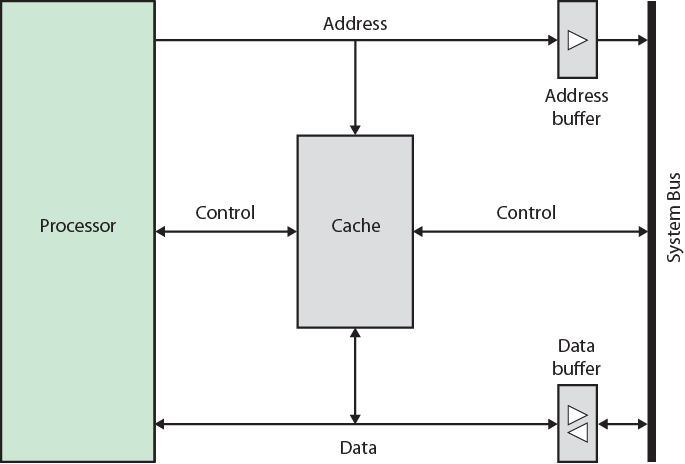 Address
Address
buffer
Processor
Control
Cache
Control
System Bus
Data
buffer
Data